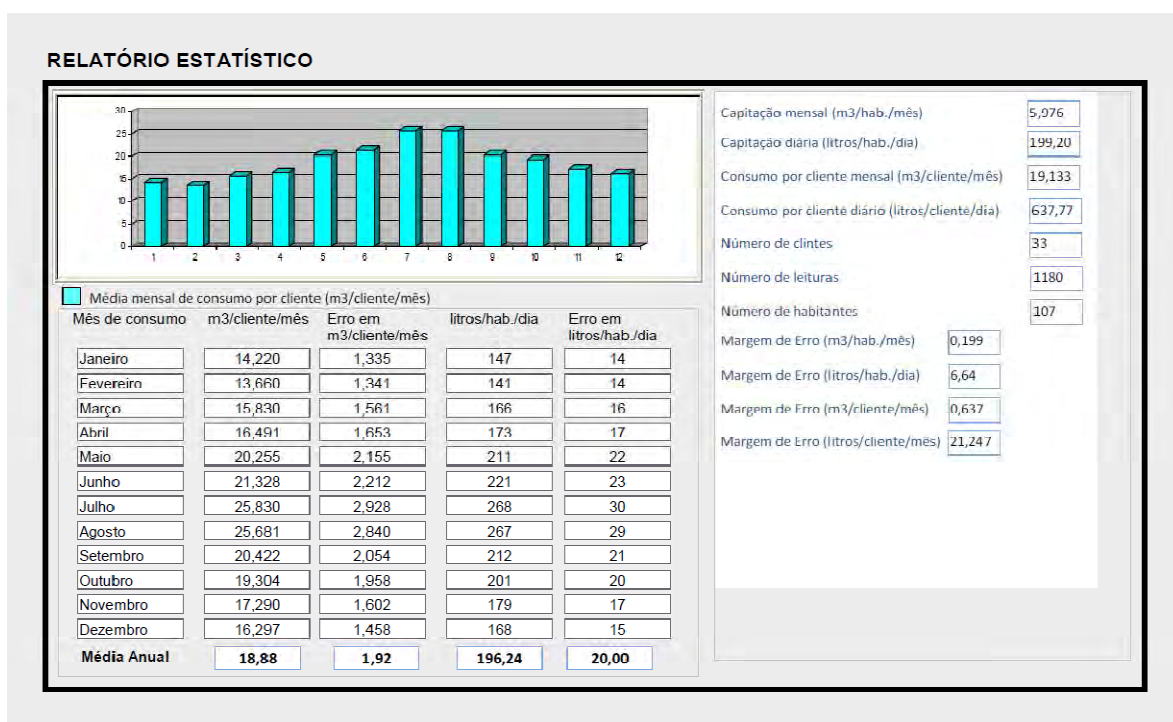 RELATÓRIO ESTATÍSTICO
30
25
20
15
10
5
0
1 2 3 4 5 6 7 8 9 10 11 12
Média mensal de consumo por cliente (m3/cliente/mês)
Mês de consumo m3/cliente/mês Erro em m3/cliente/mês litros/hab./dia Erro em litros/hab./dia
Janeiro 14,220 1,335 147 14
Fevereiro 13,660 1,341 141 14
Março 15,830 1,561 166 16
Abril 16,491 1,653 173 17
Maio 20,255 2,155 211 22
Junho 21,328 2,212 221 23
Julho 25,830 2,928 268 30
Agosto 25,681 2,840 267 29
Setembro 20,422 2,054 212 21
Outubro 19,304 1,958 201 20
Novembro 17,290 1,602 179 17
Dezembro 16,297 1,458 168 15
Média Anual 18,88 1,92 196,24 20,00
Capitação mensal (m3/hab./mês) 5,976
Capitação diária (litros/hab./dia) 199,20
Consumo por cliente mensal (m3/cliente/mês) 19,133
Consumo por cliente diário (litros/cliente/dia) 637,77
Número de clintes 33
Número de leituras 1180
Número de habitantes 107
Margem de Erro (m3/hab./mês) 0,199
Margem de Erro (litros/hab./dia) 6,64
Margem de Erro (m3/cliente/mês) 0,637
Margem de Erro (litros/cliente/mês) 21,247